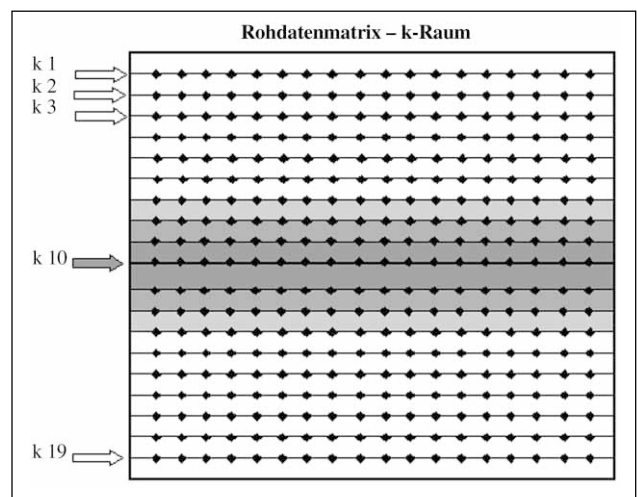 Rohdatenmatrix – k-Raum
k 1
k 2
k 3
k 10
k 19